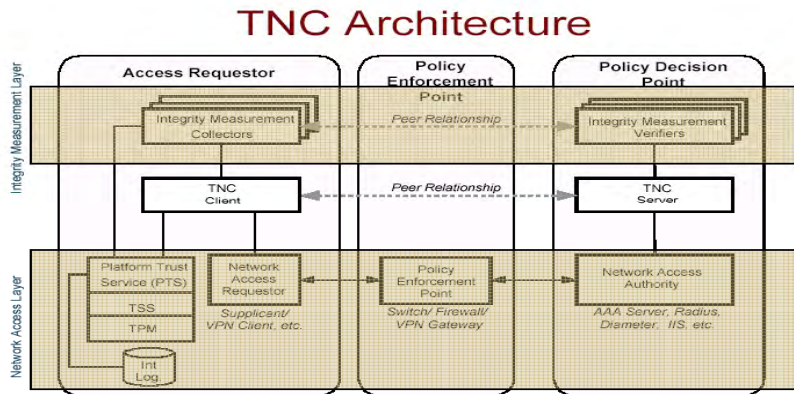 TNC Architecture
Access Requestor
Policy
Enforcement
Point
Policy Decision
Point
Integrity Measurement Layer
Integrity Measurement
Collectors
Peer Relationship
Integrity Measurement
Verifiers
TNC
Client
Peer Relationship
TNC
Server
Network Access Layer
Platform Trust
Service (PTS)
TSS
TPM
Int
Log
Network
Access
Requestor
Supplicant/
VPN Client, etc.
Policy
Enforcement
Point
Switch/ Firewall/
VPN Gateway
Network Access
Authority
AAA Server, Radius,
Diameter, IIS, etc.